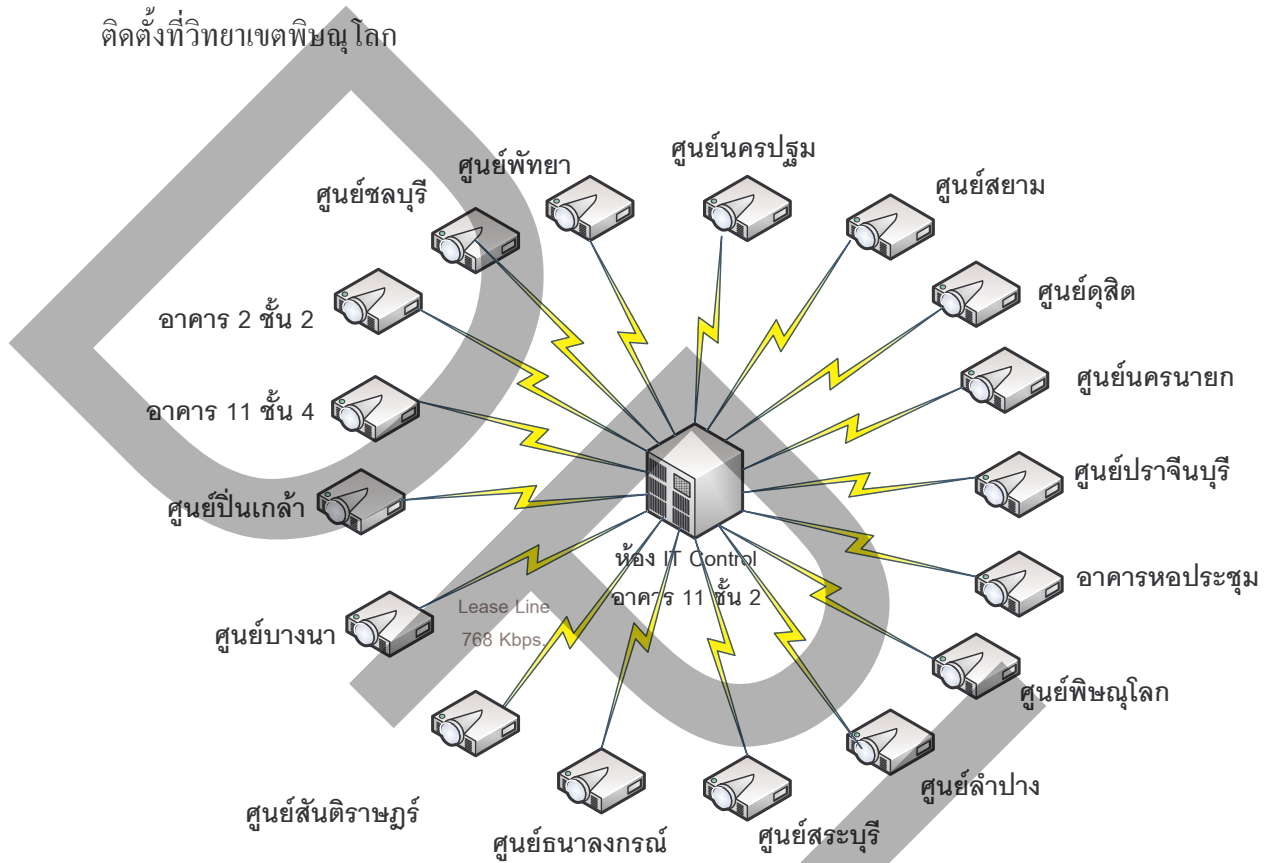 ติดตั้งที่วิทยาเขตพิษณุโลก
ศูนย์นครปฐม
ศูนย์พัทยา
ศูนย์สยาม
ศูนย์ชลบุรี
ศูนย์ดุสิต
อาคาร 2 ชั้น 2
ศูนย์นครนายก
อาคาร 11 ชั้น 4
ศูนย์ปราจีนบุรี
ศูนย์ปิ่นเกล้า
ห้อง IT Control
อาคาร 11 ชั้น 2
อาคารหอประชุม
Lease Line
768 Kbps.
ศูนย์บางนา
ศูนย์พิษณุโลก
ศูนย์ลำปาง
ศูนย์สันติราษฎร์
ศูนย์สระบุรี
ศูนย์ธนาลงกรณ์